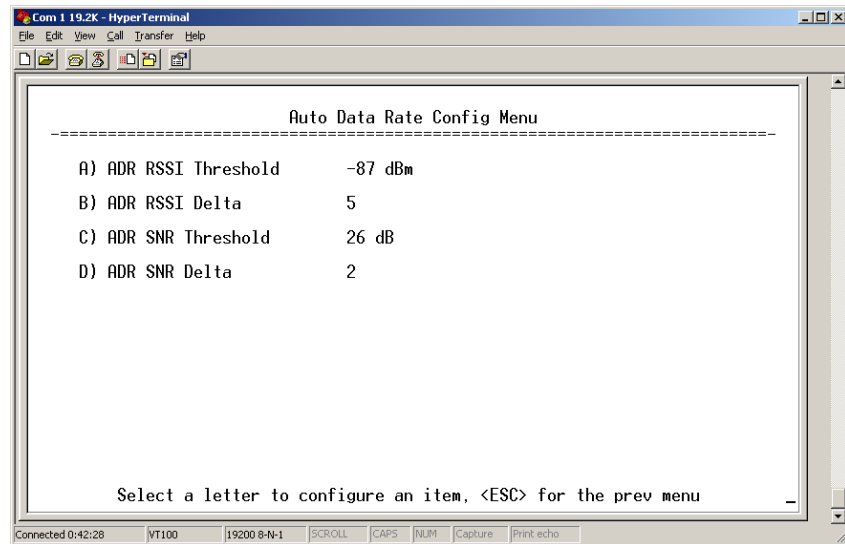 Com 1 19.2K - HyperTerminal
File Edit View Call Transfer Help
Auto Data Rate Config Menu
-==========================================================================-
A) ADR RSSI Threshold -87 dBm
B) ADR RSSI Delta 5
C) ADR SNR Threshold 26 dB
D) ADR SNR Delta 2
Select a letter to configure an item, <ESC> for the prev menu _
Connected 0:42:28 VT100 19200 8-N-1 SCROLL CAPS NUM Capture Print echo